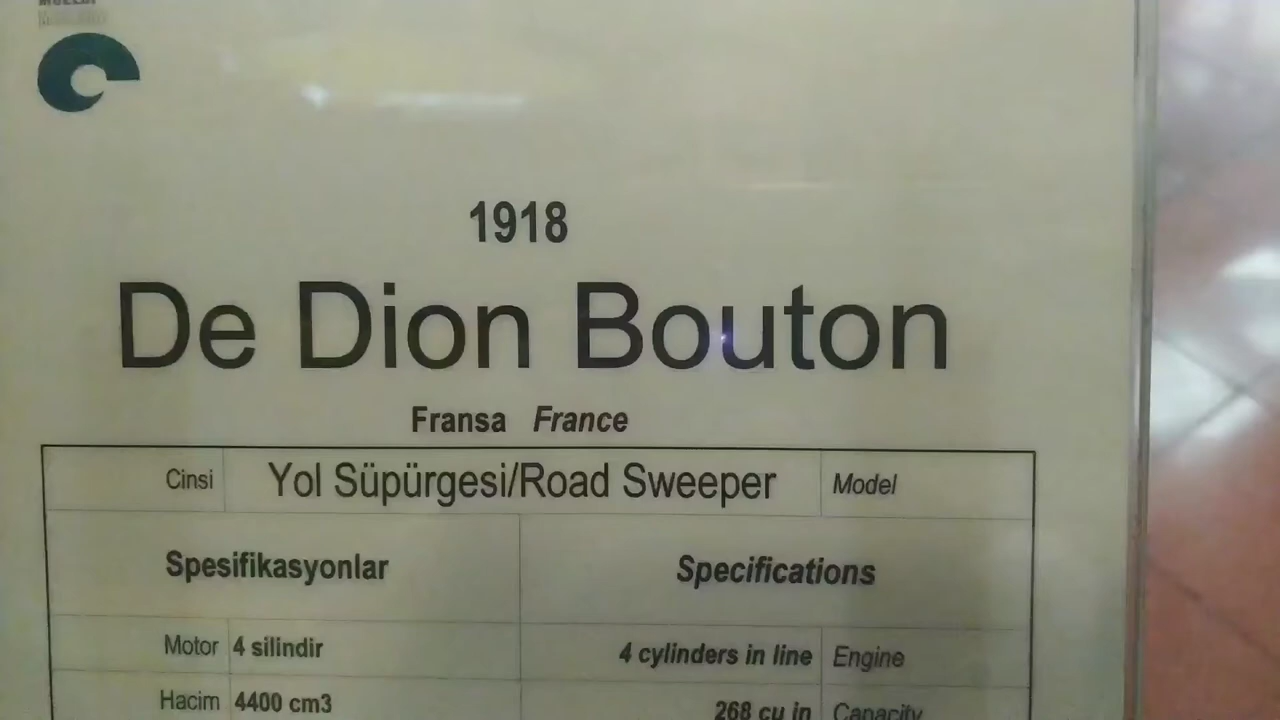 1918
De Dion Bouton
Fransa France
Cinsi Yol Süpürgesi/Road Sweeper Model
Spesifikasyonlar Specifications
Motor 4 silindir 4 cylinders in line Engine
Hacim 4400 cm3 268 cu in Capacity